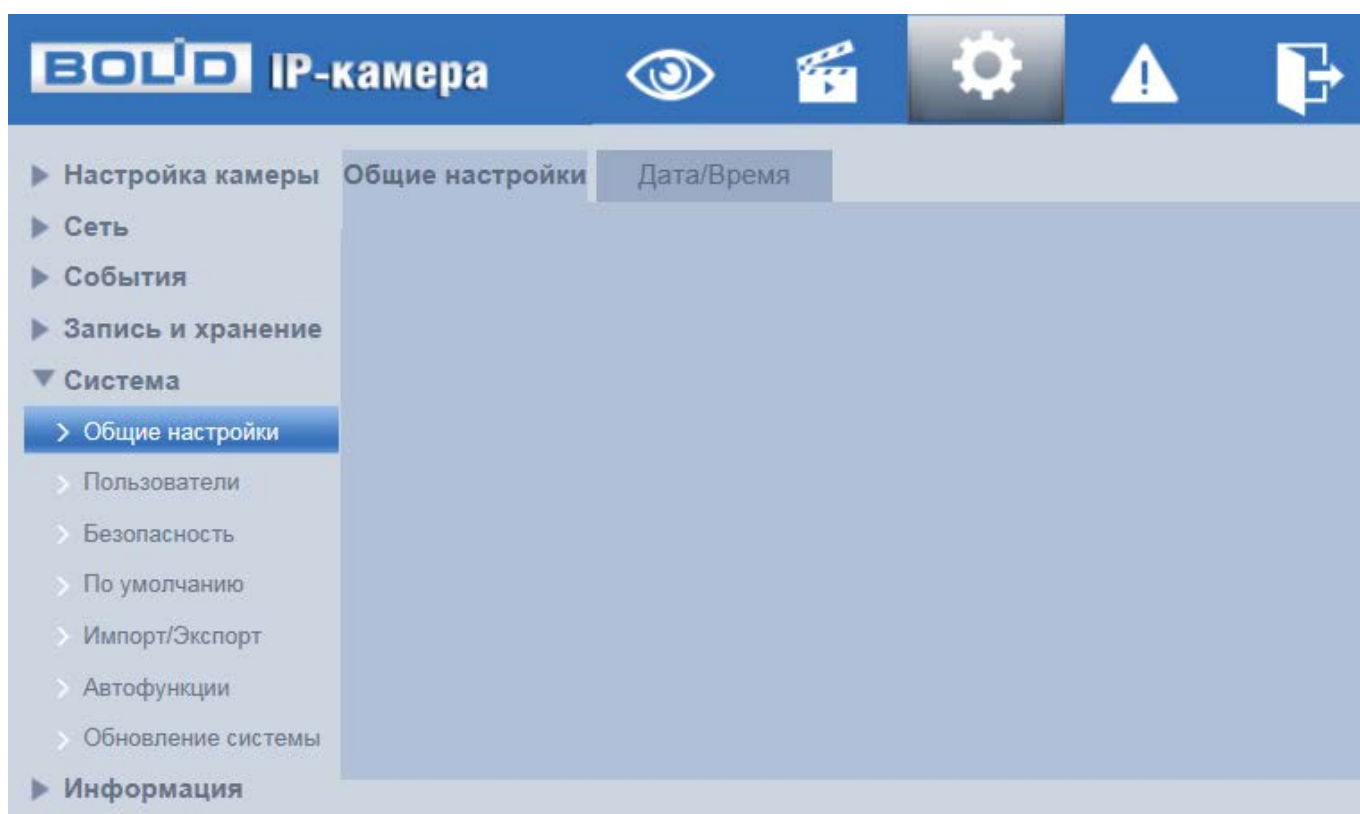 BOLID IP-камера
Настройка камеры
Сеть
События
Запись и хранение
Система
Общие настройки
Пользователи
Безопасность
По умолчанию
Импорт/Экспорт
Автофункции
Обновление системы
Информация
Общие настройки
Дата/Время